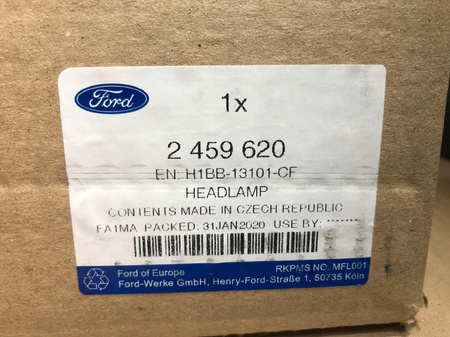 Ford
1x
2 459 620
EN: H1BB-13101-CF
HEADLAMP
CONTENTS MADE IN CZECH REPUBLIC
FA1MA PACKED: 31JAN2020 USE BY: -------
Ford of Europe
RKPMS NO. MFL001
Ford-Werke GmbH, Henry-Ford-Straße 1, 50735 Köln